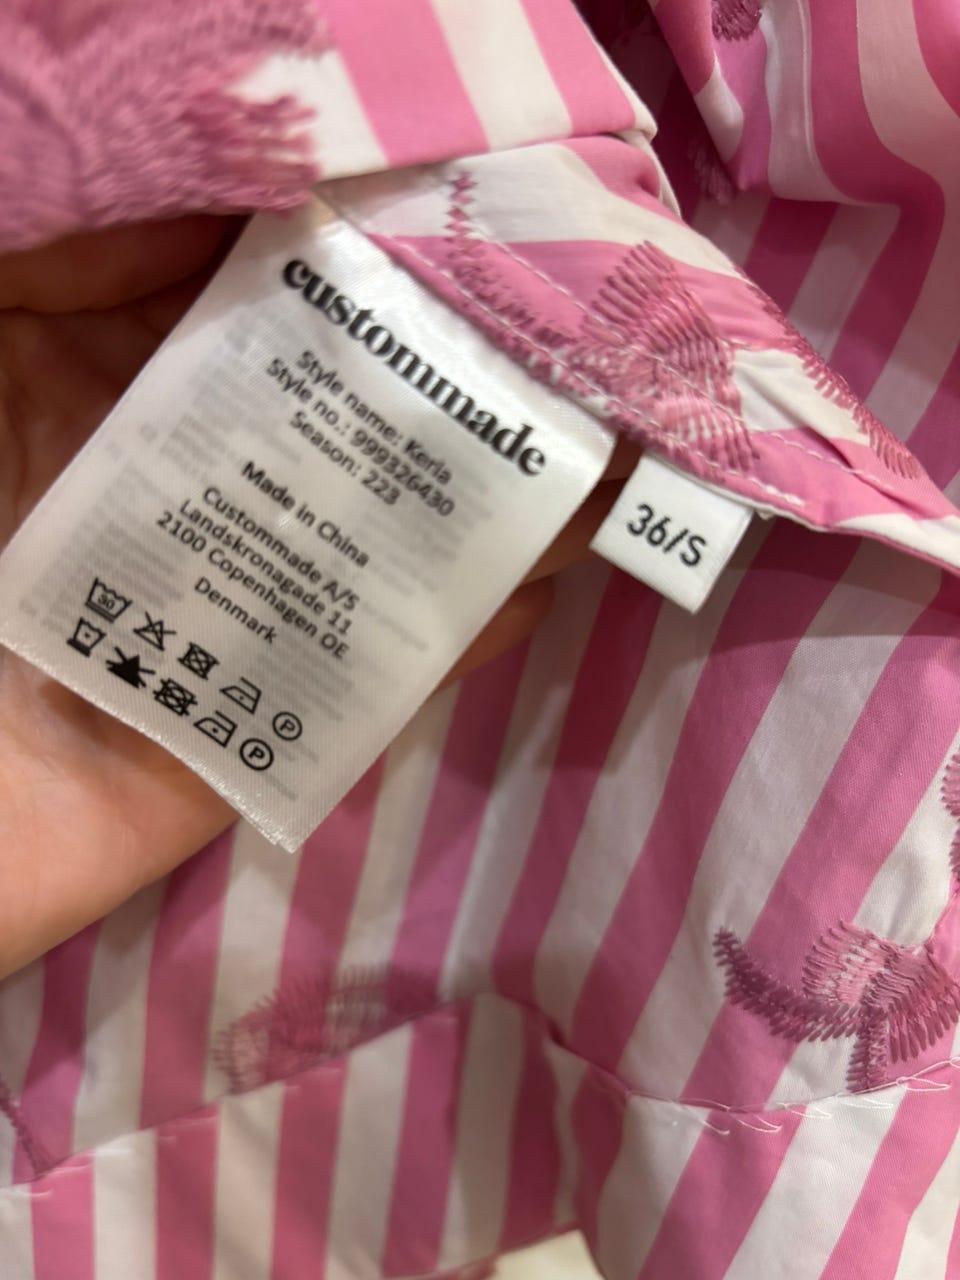 custommade
Style name: Kerla
Style no.: 999326430
Season: 223
Made in China
Custommade A/S
Landskronagade 11
2100 Copenhagen OE
Denmark
30
P
P
36/S